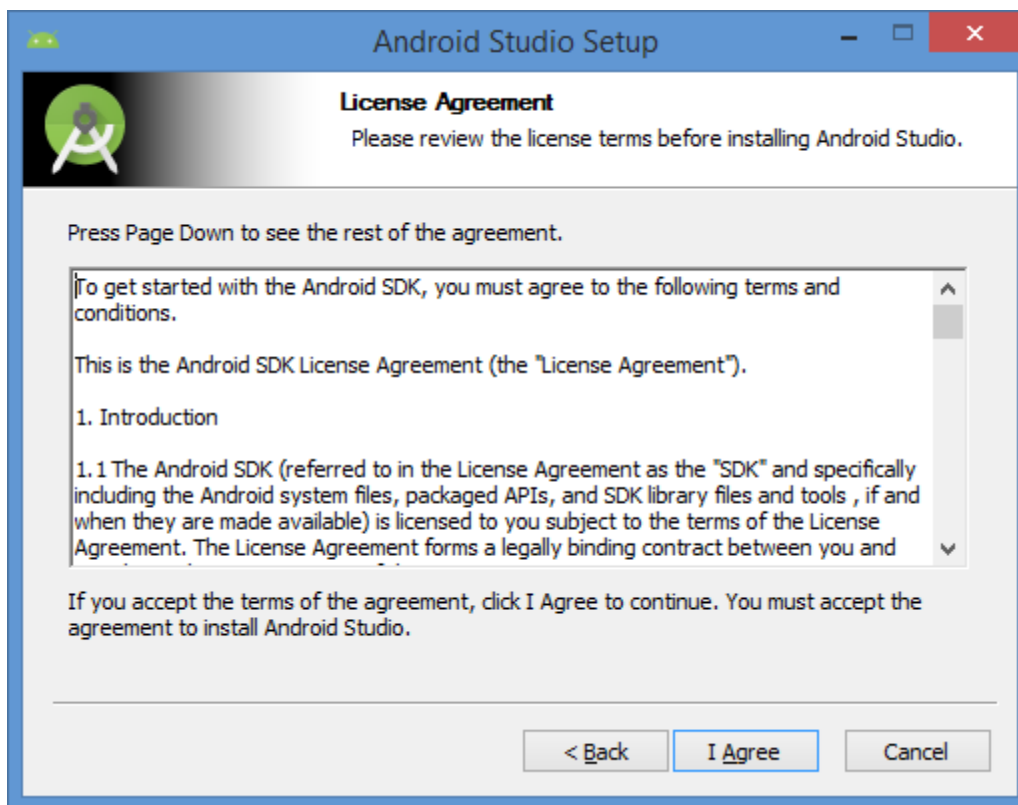 Android Studio Setup
License Agreement
Please review the license terms before installing Android Studio.
Press Page Down to see the rest of the agreement.
To get started with the Android SDK, you must agree to the following terms and
conditions.
This is the Android SDK License Agreement (the "License Agreement").
1. Introduction
1.1 The Android SDK (referred to in the License Agreement as the "SDK" and specifically
including the Android system files, packaged APIs, and SDK library files and tools , if and
when they are made available) is licensed to you subject to the terms of the License
Agreement. The License Agreement forms a legally binding contract between you and
If you accept the terms of the agreement, click I Agree to continue. You must accept the
agreement to install Android Studio.
< Back
I Agree
Cancel